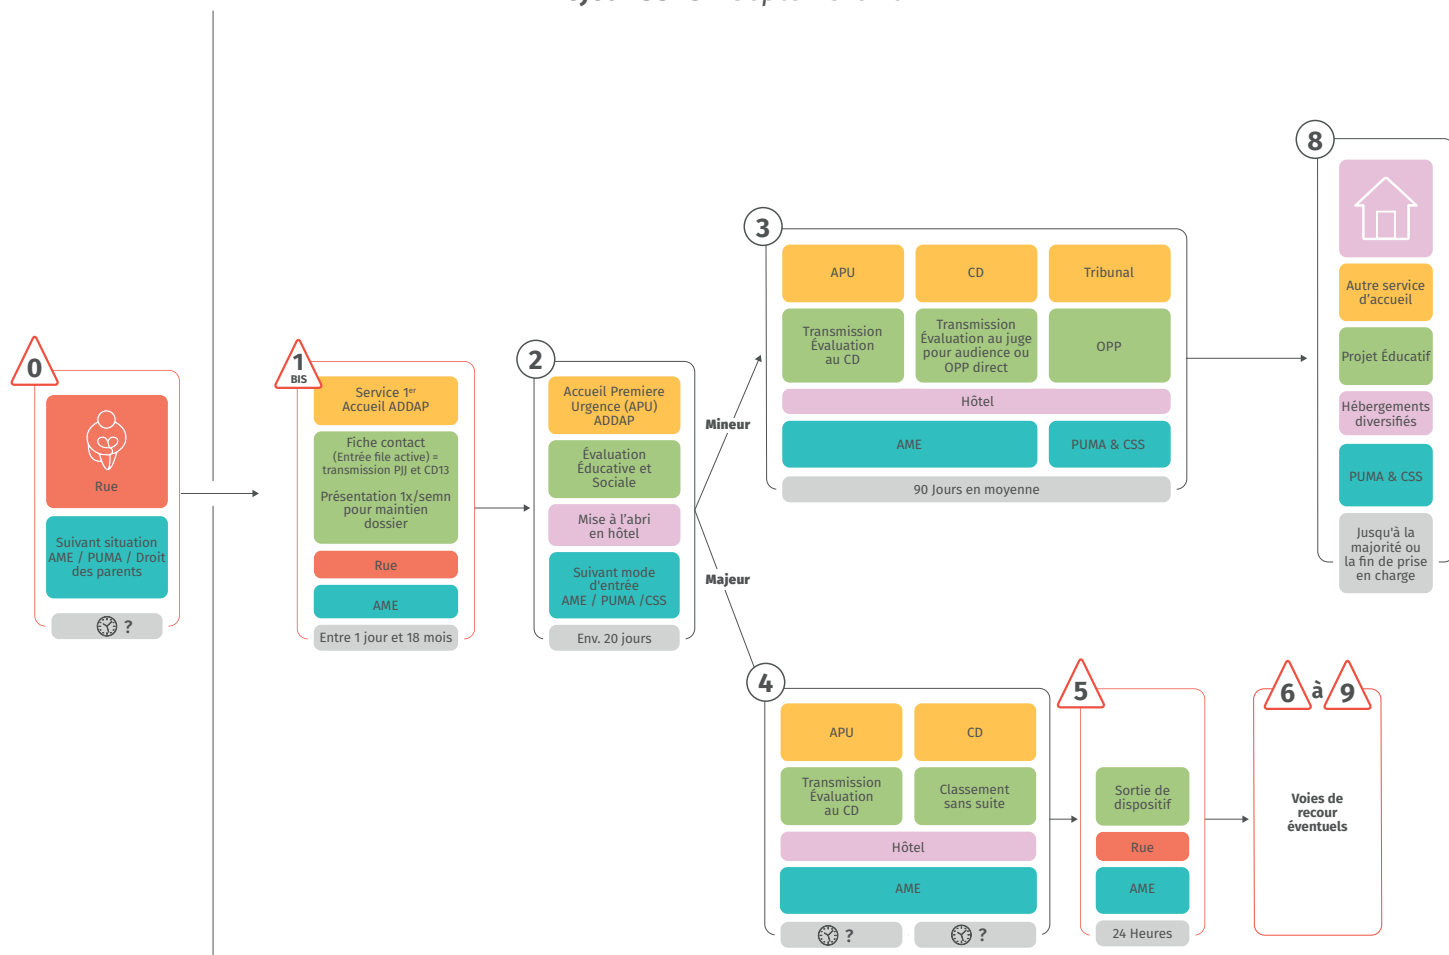 0
Rue
Suivant situation
AME / PUMA / Droit
des parents
?
1
BIS
Service 1er
Accueil ADDAP
Fiche contact
(Entrée file active) =
transmission PJJ et CD13
Présentation 1x/semn
pour maintien
dossier
Rue
AME
Entre 1 jour et 18 mois
2
Accueil Premiere
Urgence (APU)
ADDAP
Évaluation
Éducative et
Sociale
Mise à l’abri
en hôtel
Suivant mode
d’entrée
AME / PUMA /CSS
Env. 20 jours
Mineur
Majeur
3
APU
CD
Tribunal
Transmission
Évaluation
au CD
Transmission
Évaluation au juge
pour audience ou
OPP direct
OPP
Hôtel
AME
PUMA & CSS
90 Jours en moyenne
8
Autre service
d’accueil
Projet Éducatif
Hébergements
diversifiés
PUMA & CSS
Jusqu'à la
majorité ou
la fin de prise
en charge
4
APU
CD
Transmission
Évaluation
au CD
Classement
sans suite
Hôtel
AME
?
?
5
Sortie de
dispositif
Rue
AME
24 Heures
6 à 9
Voies de
recour
éventuels